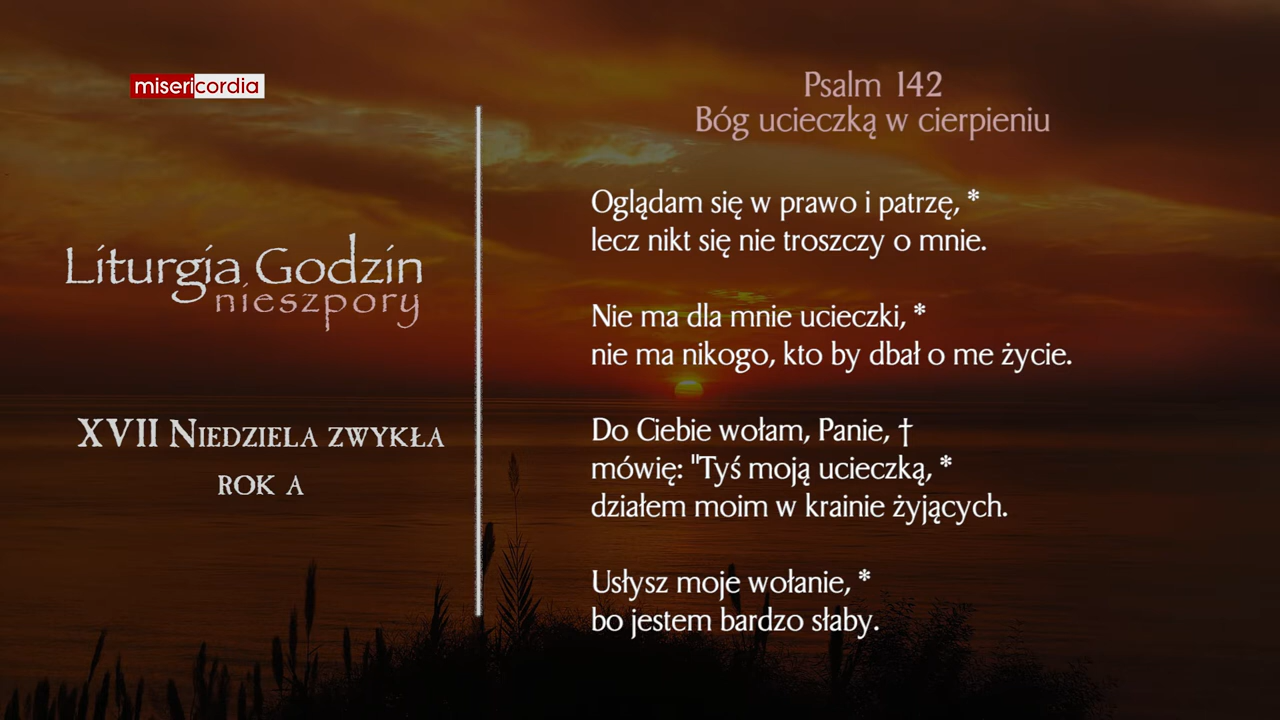 misericordia
Liturgia Godzin
nieszpory
XVII Niedziela zwykła
rok A
Psalm 142
Bóg ucieczką w cierpieniu
Oglądam się w prawo i patrzę, *
lecz nikt się nie troszczy o mnie.
Nie ma dla mnie ucieczki, *
nie ma nikogo, kto by dbał o me życie.
Do Ciebie wołam, Panie, †
mówię: "Tyś moją ucieczką, *
działem moim w krainie żyjących.
Usłysz moje wołanie, *
bo jestem bardzo słaby.